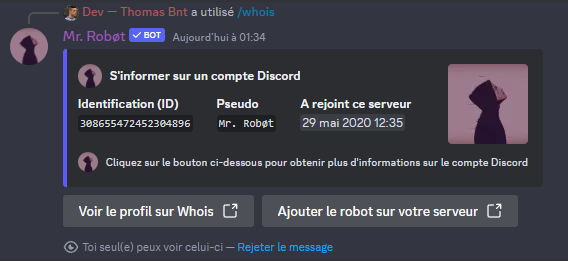 Dev — Thomas Bnt a utilisé /whois
Mr. Robøt BOT Aujourd'hui à 01:34
S'informer sur un compte Discord
Identification (ID) Pseudo A rejoint ce serveur
308655472452304896 Mr. Robøt 29 mai 2020 12:35
Cliquez sur le bouton ci-dessous pour obtenir plus d'informations sur le compte Discord
Voir le profil sur Whois Ajouter le robot sur votre serveur
Toi seul(e) peux voir celui-ci — Rejeter le message